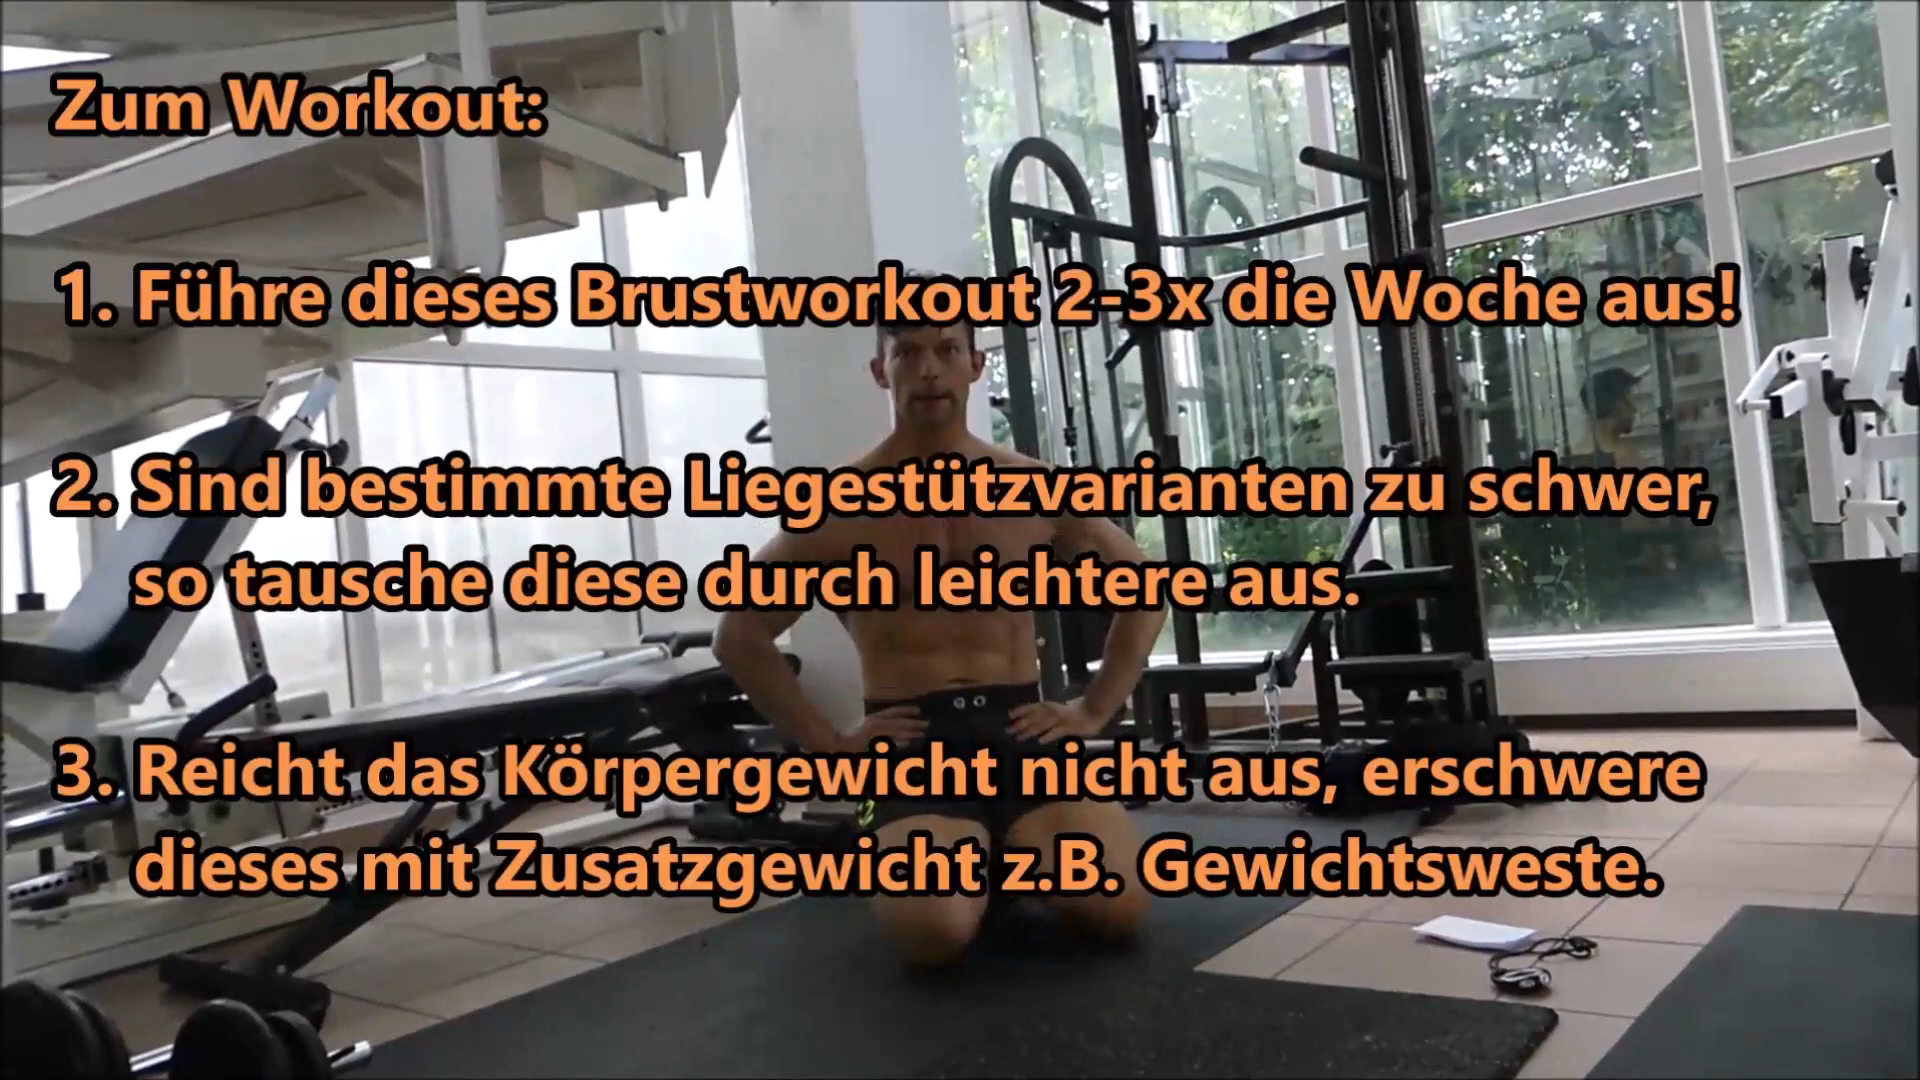 Zum Workout:
1. Führe dieses Brustworkout 2-3x die Woche aus!
2. Sind bestimmte Liegestützvarianten zu schwer,
so tausche diese durch leichtere aus.
3. Reicht das Körpergewicht nicht aus, erschwere
dieses mit Zusatzgewicht z.B. Gewichtsweste.